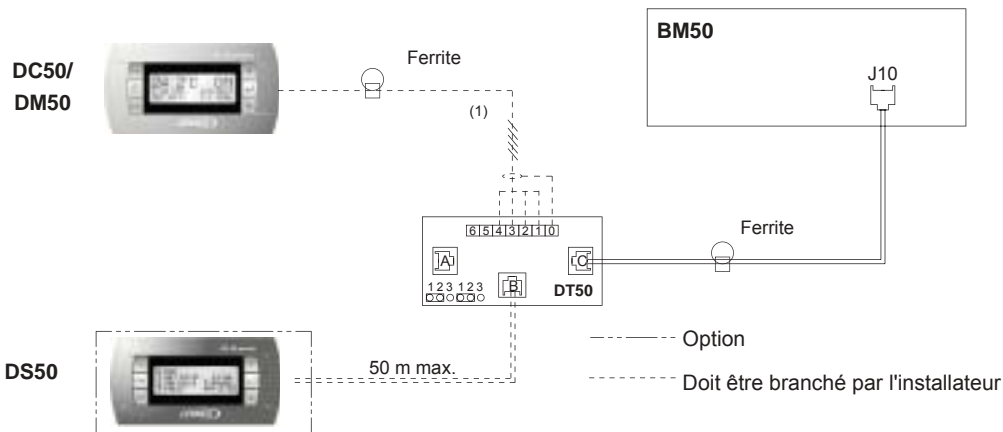 BM50
J10
DC50/
DM50
Ferrite
(1)
6 5 4 3 2 1 0
A
C
Ferrite
1 2 3 1 2 3
B
DT50
DS50
50 m max.
Option
Doit être branché par l'installateur